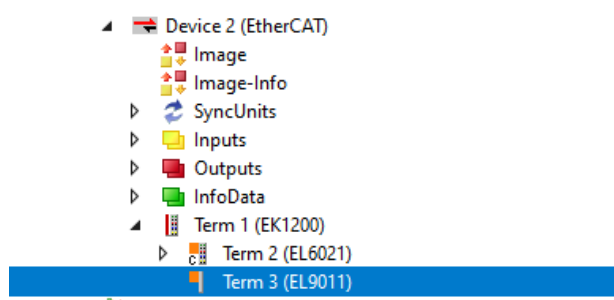 Device 2 (EtherCAT)
Image
Image-Info
SyncUnits
Inputs
Outputs
InfoData
Term 1 (EK1200)
Term 2 (EL6021)
Term 3 (EL9011)